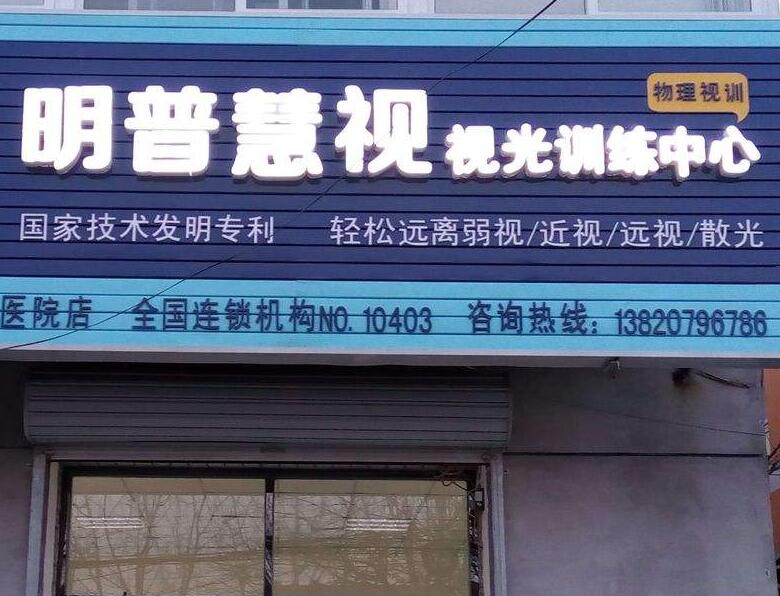 物理视训
明普慧视 视光训练中心
国家技术发明专利 轻松远离弱视/近视/远视/散光
医院店 全国连锁机构NO. 10403 咨询热线: 13820796786